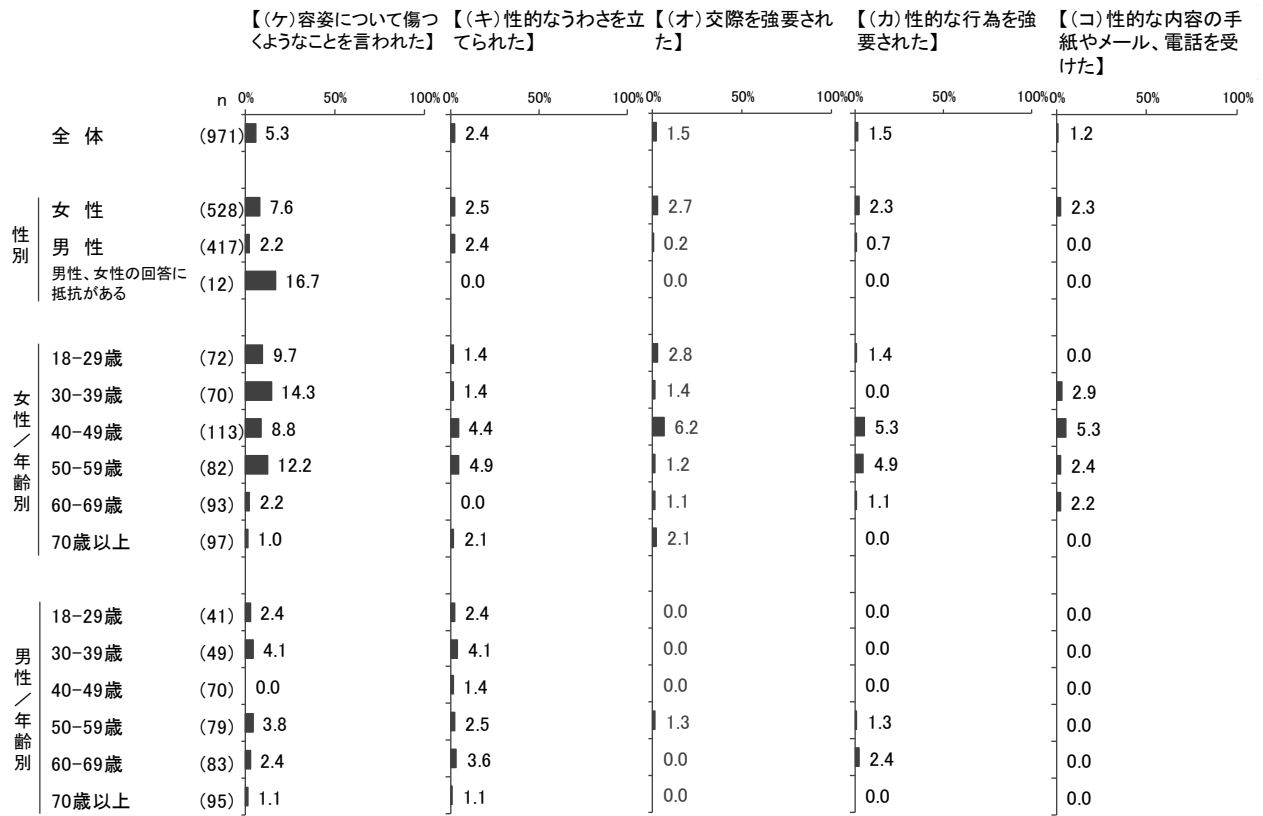 【(ケ)容姿について傷つくようなことを言われた】
【(キ)性的なうわさを立てられた】
【(オ)交際を強要された】
【(カ)性的な行為を強要された】
【(コ)性的な内容の手紙やメール、電話を受けた】
n 0% 50% 100% 0% 50% 100% 0% 50% 100% 0% 50% 100% 0% 50% 100%
全 体 (971) 5.3 2.4 1.5 1.5 1.2
性別
女 性 (528) 7.6 2.5 2.7 2.3 2.3
男 性 (417) 2.2 2.4 0.2 0.7 0.0
男性、女性の回答に
抵抗がある (12) 16.7 0.0 0.0 0.0 0.0
女性/年齢別
18-29歳 (72) 9.7 1.4 2.8 1.4 0.0
30-39歳 (70) 14.3 1.4 1.4 0.0 2.9
40-49歳 (113) 8.8 4.4 6.2 5.3 5.3
50-59歳 (82) 12.2 4.9 1.2 4.9 2.4
60-69歳 (93) 2.2 0.0 1.1 1.1 2.2
70歳以上 (97) 1.0 2.1 2.1 0.0 0.0
男性/年齢別
18-29歳 (41) 2.4 2.4 0.0 0.0 0.0
30-39歳 (49) 4.1 4.1 0.0 0.0 0.0
40-49歳 (70) 0.0 1.4 0.0 0.0 0.0
50-59歳 (79) 3.8 2.5 1.3 1.3 0.0
60-69歳 (83) 2.4 3.6 0.0 2.4 0.0
70歳以上 (95) 1.1 1.1 0.0 0.0 0.0